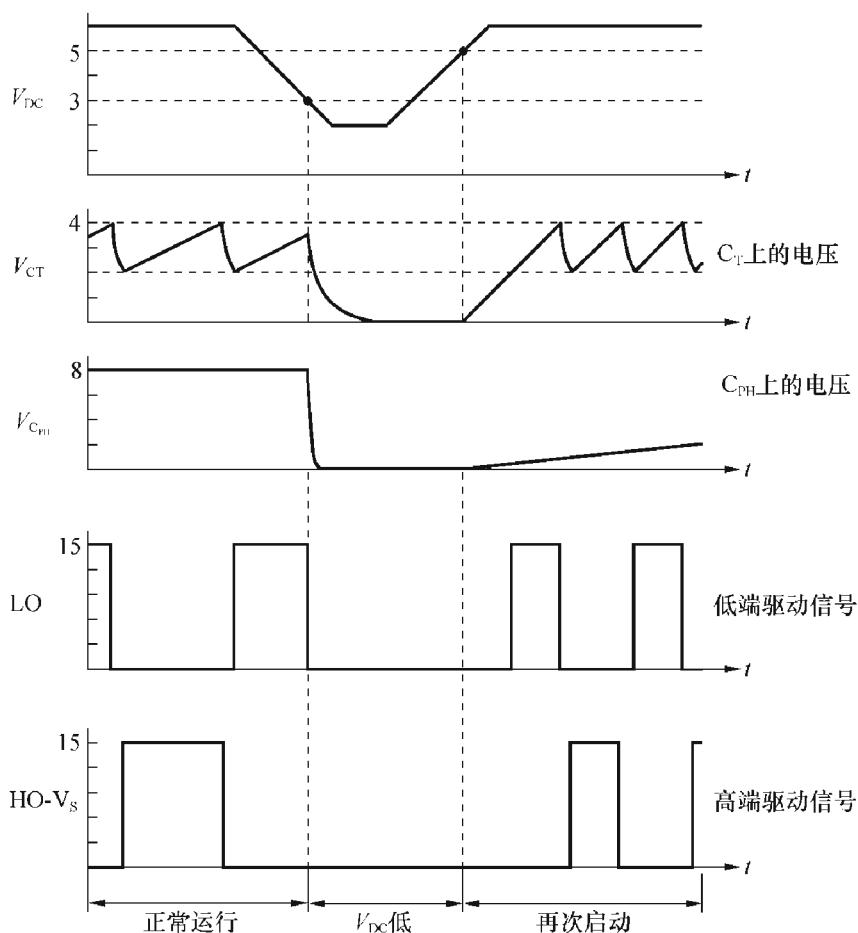 5
V_DC
3
t
4
V_CT
C_T上的电压
t
8
C_PH上的电压
V_C_PH
t
15
LO
低端驱动信号
t
15
HO-V_S
高端驱动信号
t
正常运行
V_DC低
再次启动